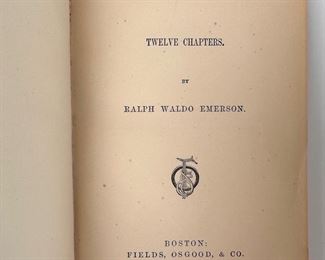 TWELVE CHAPTERS.
BY
RALPH WALDO EMERSON.
BOSTON:
FIELDS, OSGOOD, & CO.